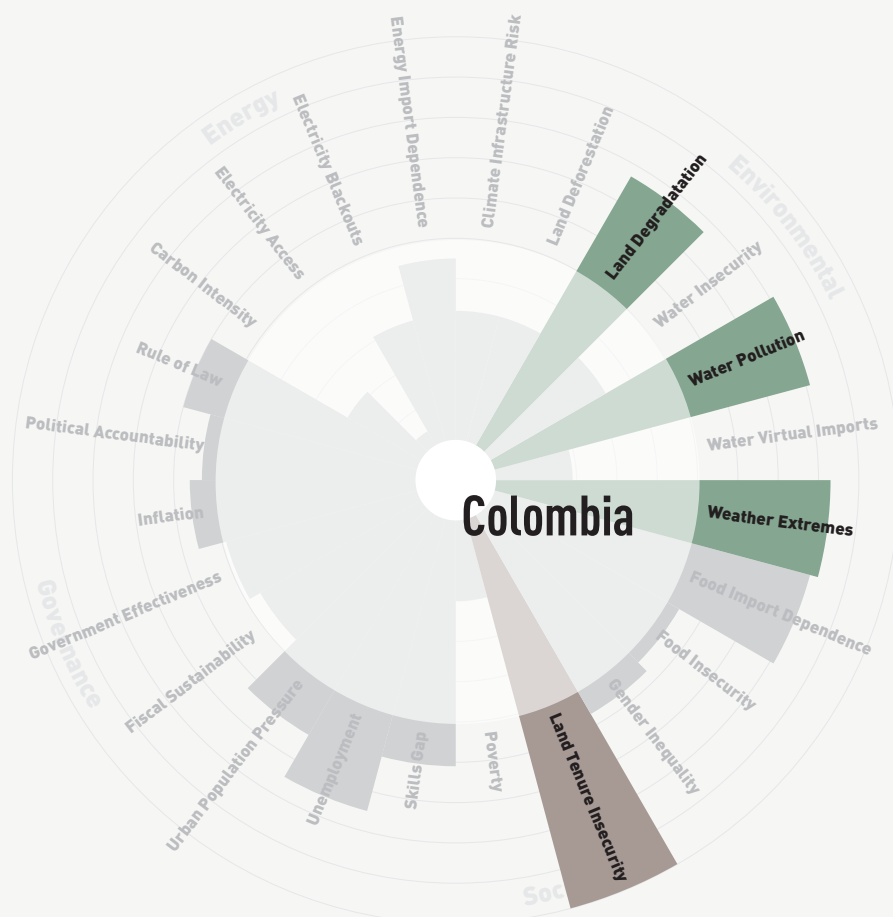 Energy
Environmental
Governance
Soc
Energy Import Dependence
Climate Infrastructure Risk
Land Deforestation
Land Degradatation
Water Insecurity
Water Pollution
Water Virtual Imports
Weather Extremes
Food Import Dependence
Food Insecurity
Gender Inequality
Land Tenure Insecurity
Poverty
Skills Gap
Unemployment
Urban Population Pressure
Fiscal Sustainability
Government Effectiveness
Inflation
Political Accountability
Rule of Law
Carbon Intensity
Electricity Access
Electricity Blackouts
Colombia